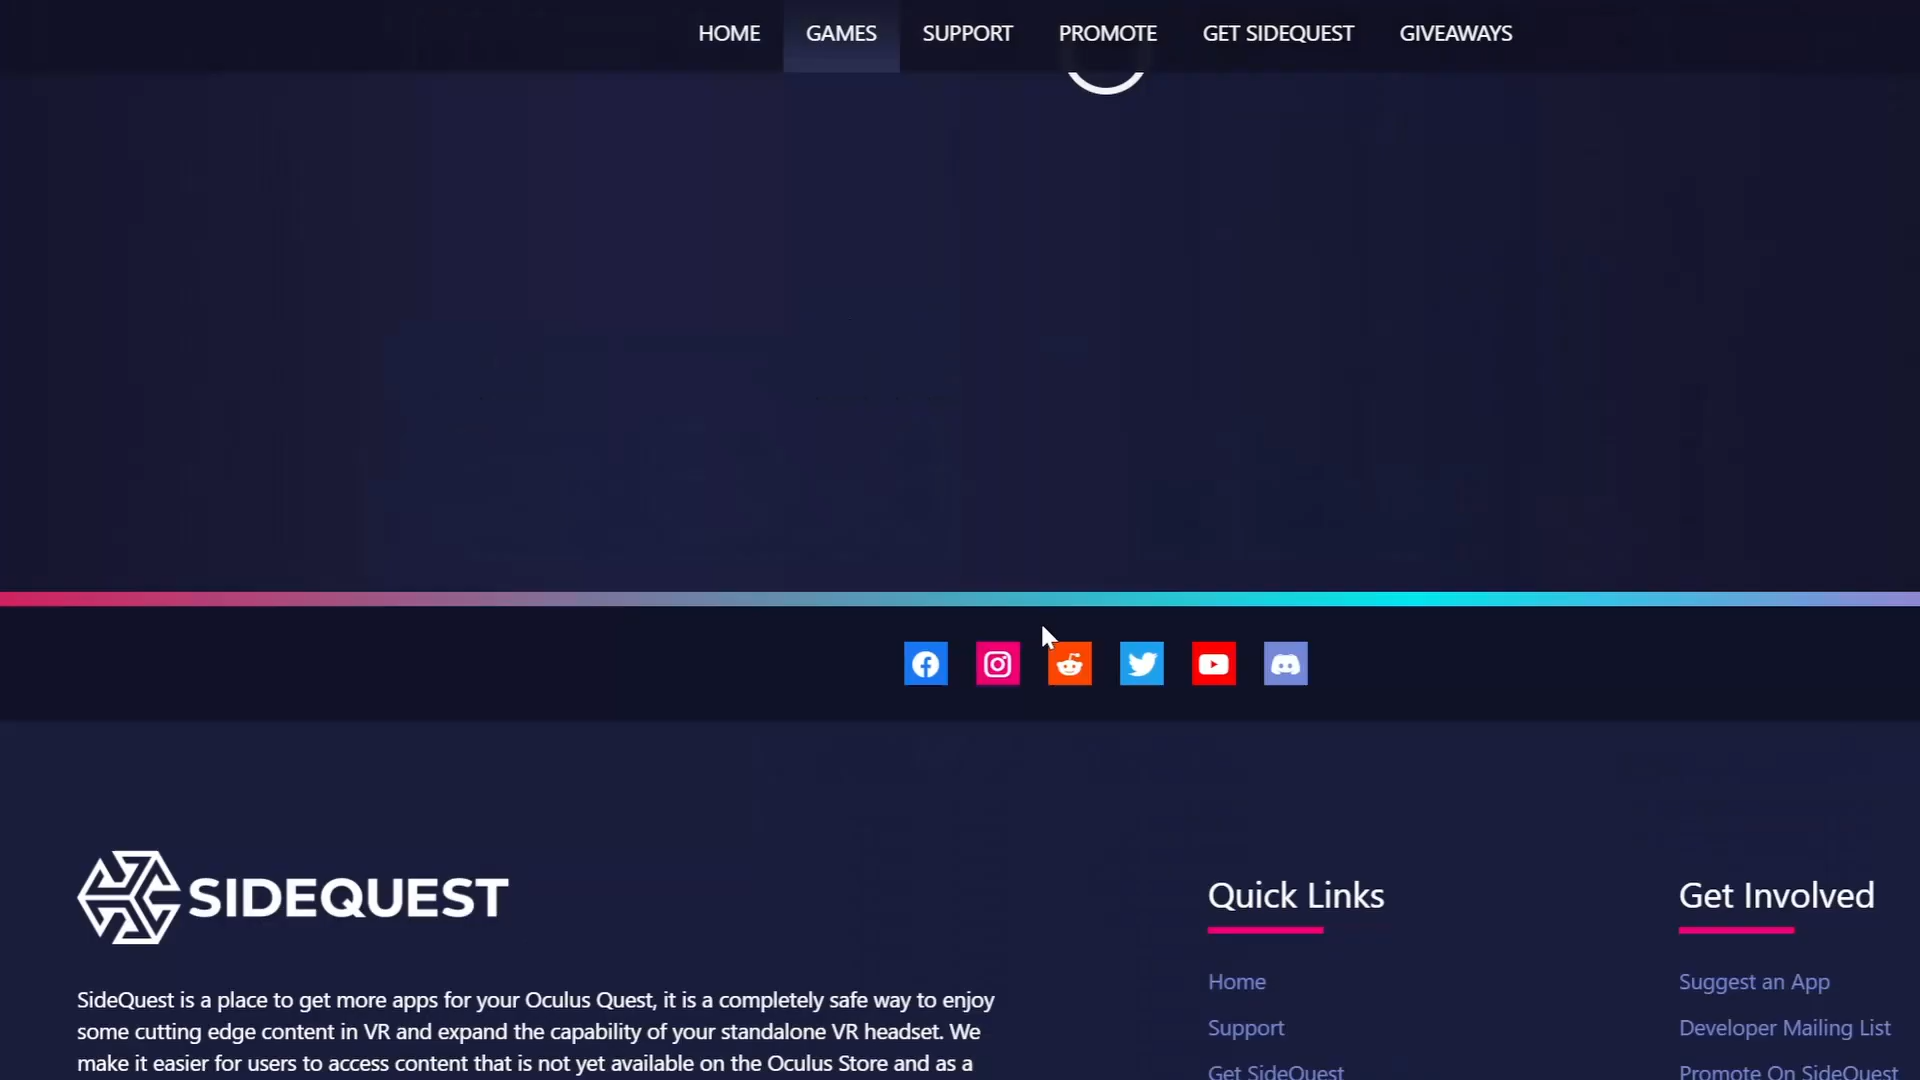 HOME GAMES SUPPORT PROMOTE GET SIDEQUEST GIVEAWAYS
SIDEQUEST
SideQuest is a place to get more apps for your Oculus Quest, it is a completely safe way to enjoy
some cutting edge content in VR and expand the capability of your standalone VR headset. We
make it easier for users to access content that is not yet available on the Oculus Store and as a
Quick Links
Home
Support
Get SideQuest
Get Involved
Suggest an App
Developer Mailing List
Promote On SideQuest